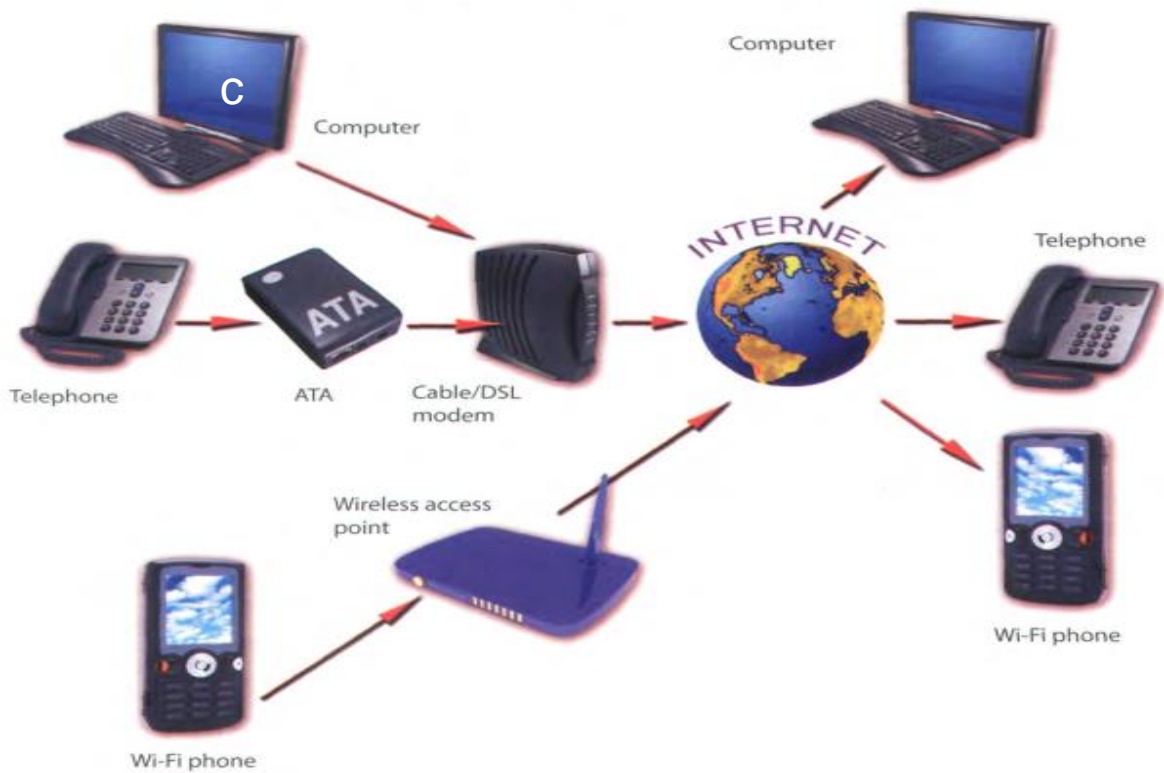 Computer
C
Computer
INTERNET
Telephone
ATA
Telephone
ATA
Cable/DSL
modem
Wireless access
point
Wi-Fi phone
Wi-Fi phone